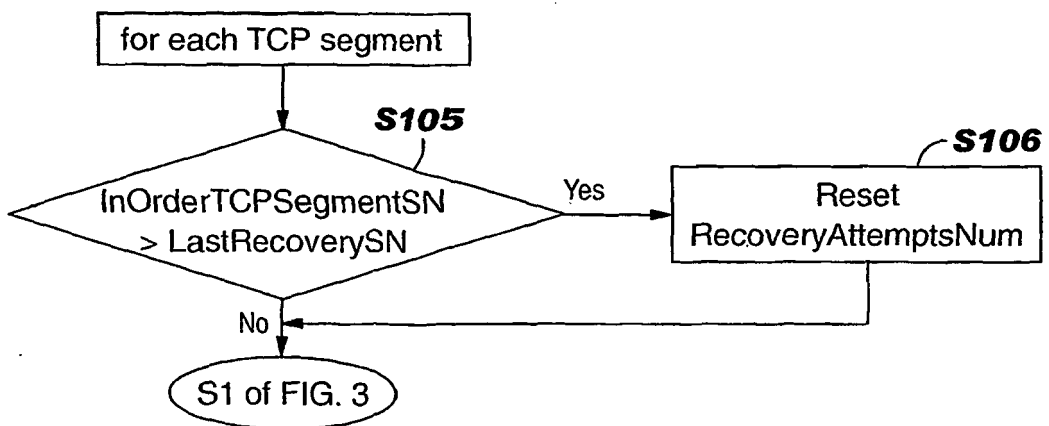 for each TCP segment
S105
InOrderTCPSegmentSN
> LastRecoverySN
Yes
S106
Reset
RecoveryAttemptsNum
No
S1 of FIG. 3